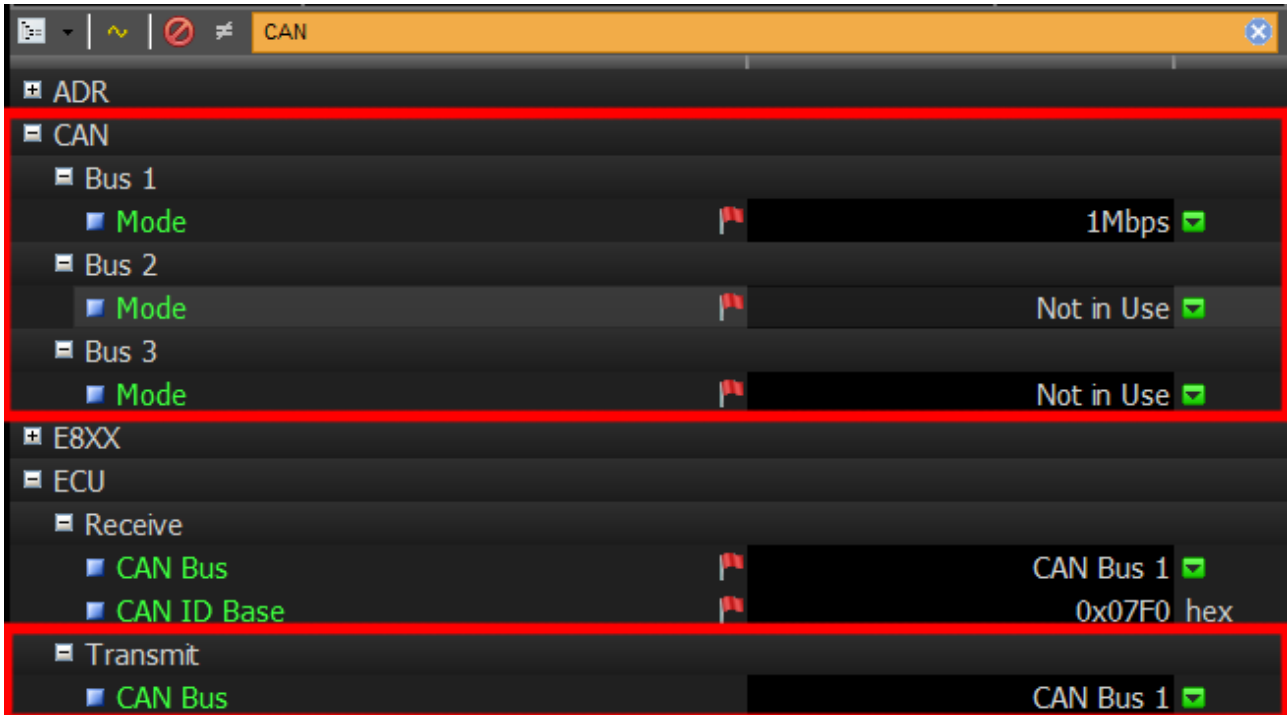 CAN
ADR
CAN
Bus 1
Mode 1Mbps
Bus 2
Mode Not in Use
Bus 3
Mode Not in Use
E8XX
ECU
Receive
CAN Bus CAN Bus 1
CAN ID Base 0x07F0 hex
Transmit
CAN Bus CAN Bus 1